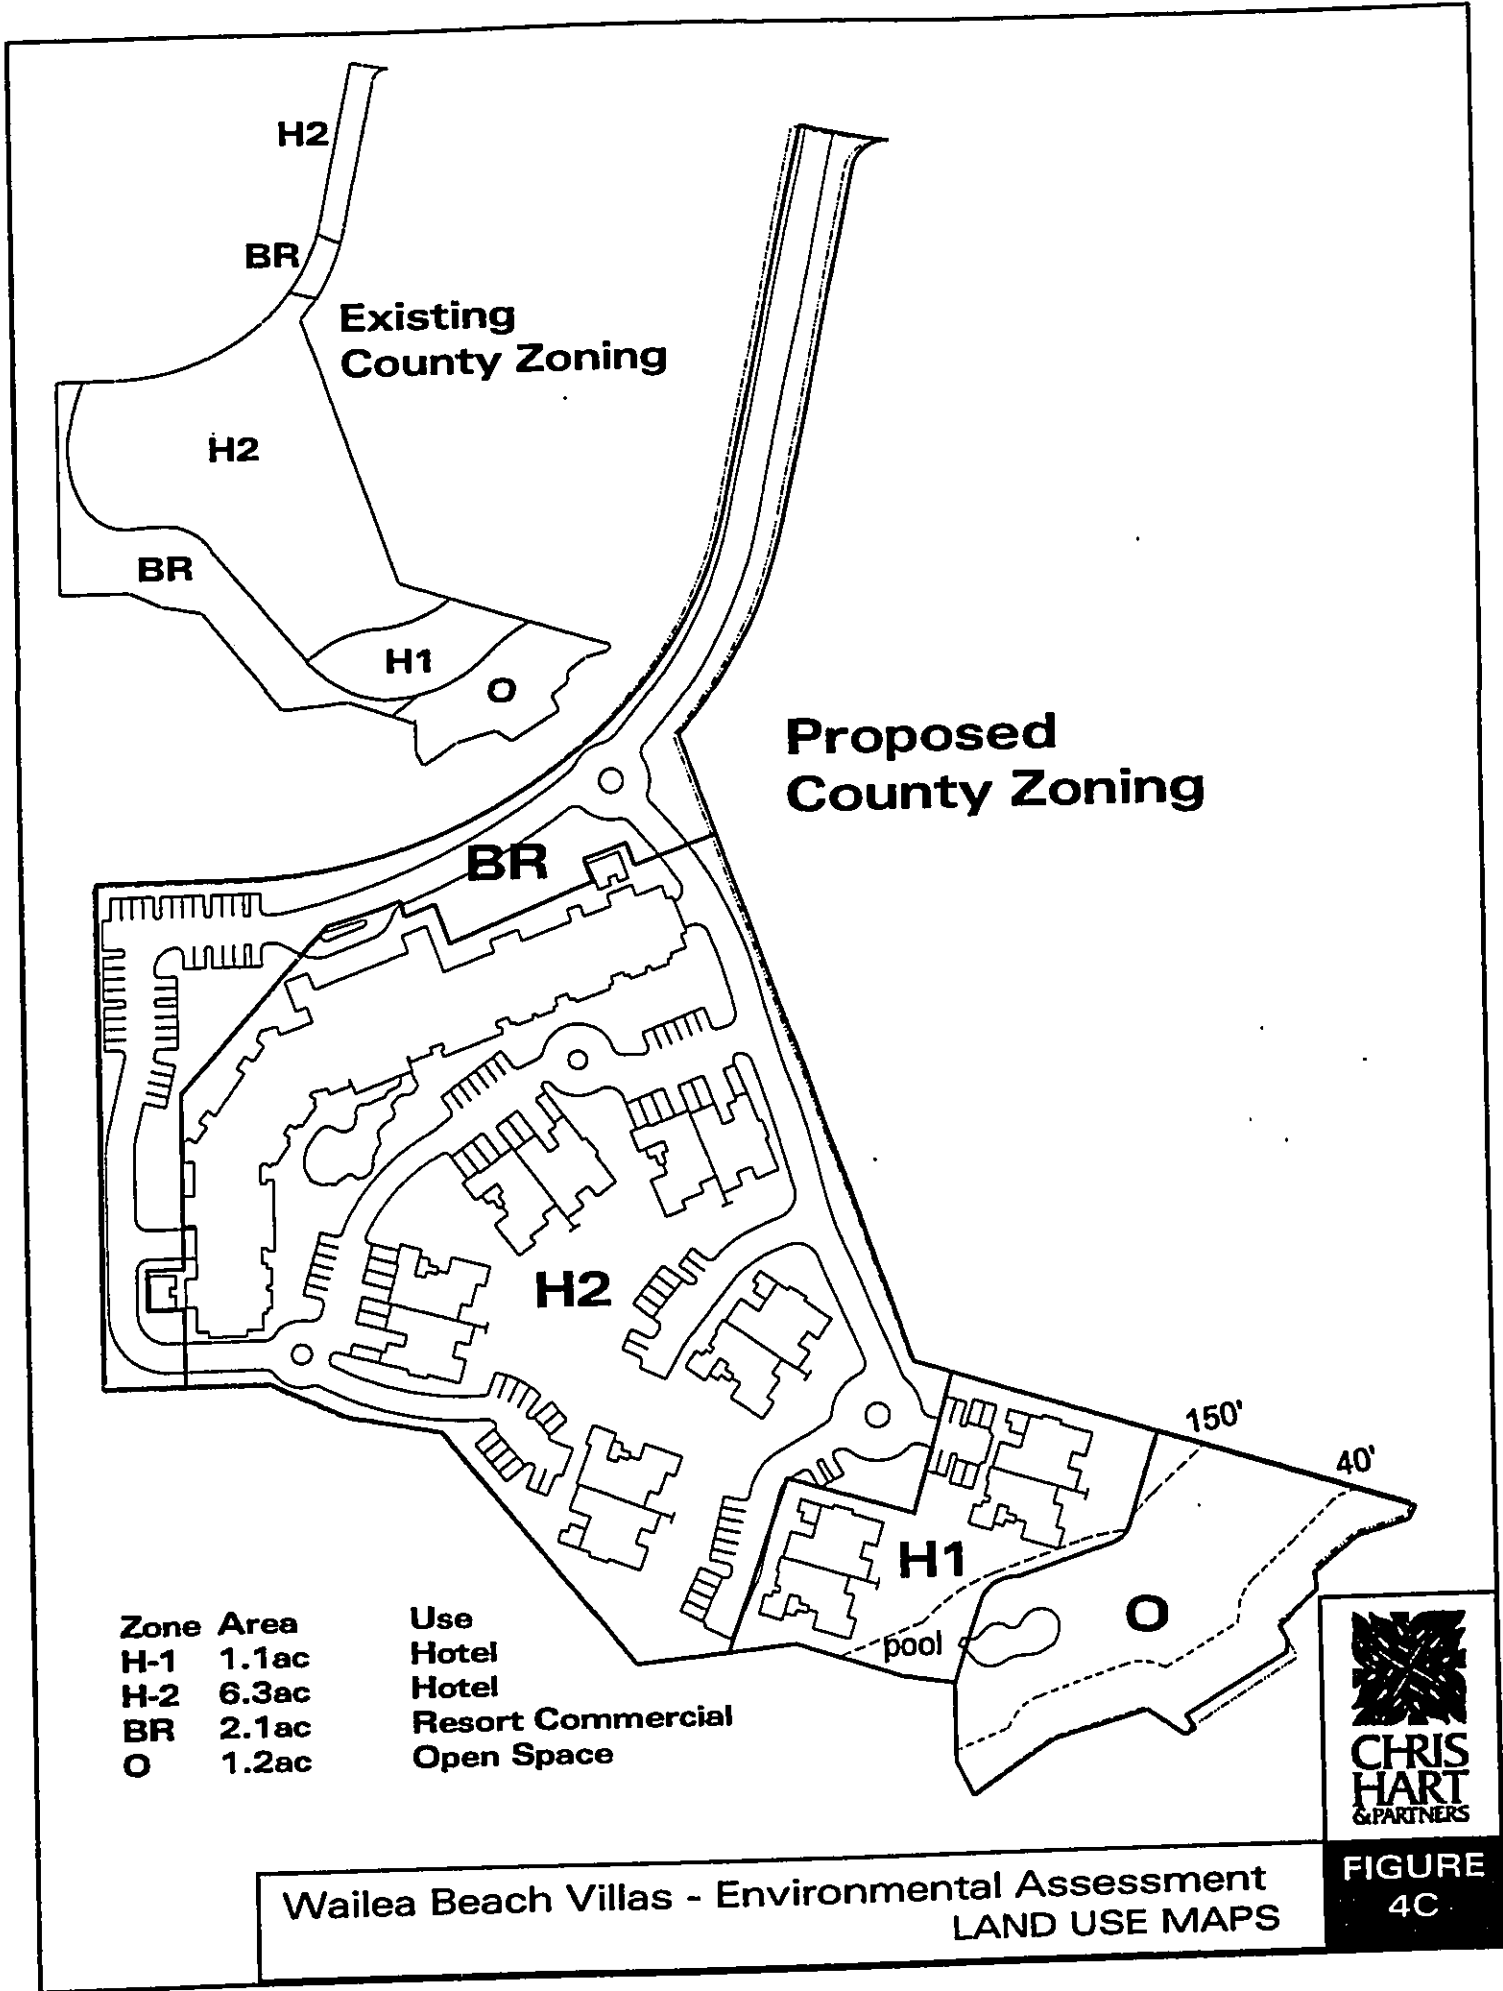 H2
BR
Existing
County Zoning
H2
BR
H1
O
Proposed
County Zoning
BR
H2
150'
40'
H1
O
pool
Zone Area Use
H-1 1.1ac Hotel
H-2 6.3ac Hotel
BR 2.1ac Resort Commercial
O 1.2ac Open Space
CHRIS
HART
&PARTNERS
Wailea Beach Villas - Environmental Assessment
LAND USE MAPS
FIGURE
4C